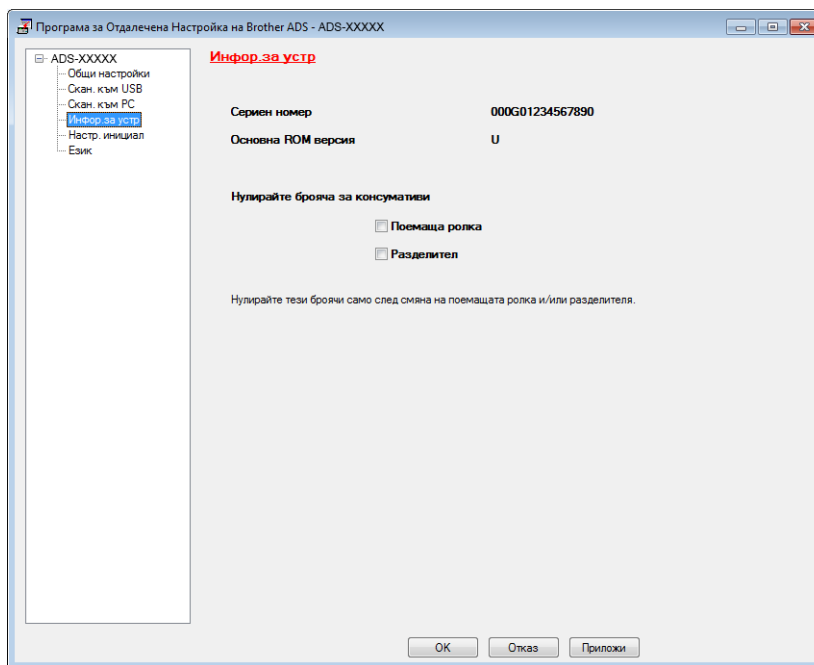 Програма за Отдалечена Настройка на Brother ADS - ADS-XXXXX
ADS-XXXXX
Общи настройки
Скан. към USB
Скан. към PC
Инфор.за устр
Настр. инициал
Език
Инфор.за устр
Сериен номер 000G01234567890
Основна ROM версия U
Нулирайте брояча за консумативи
Поемаща ролка
Разделител
Нулирайте тези броячи само след смяна на поемащата ролка и/или разделителя.
OK Отказ Приложи